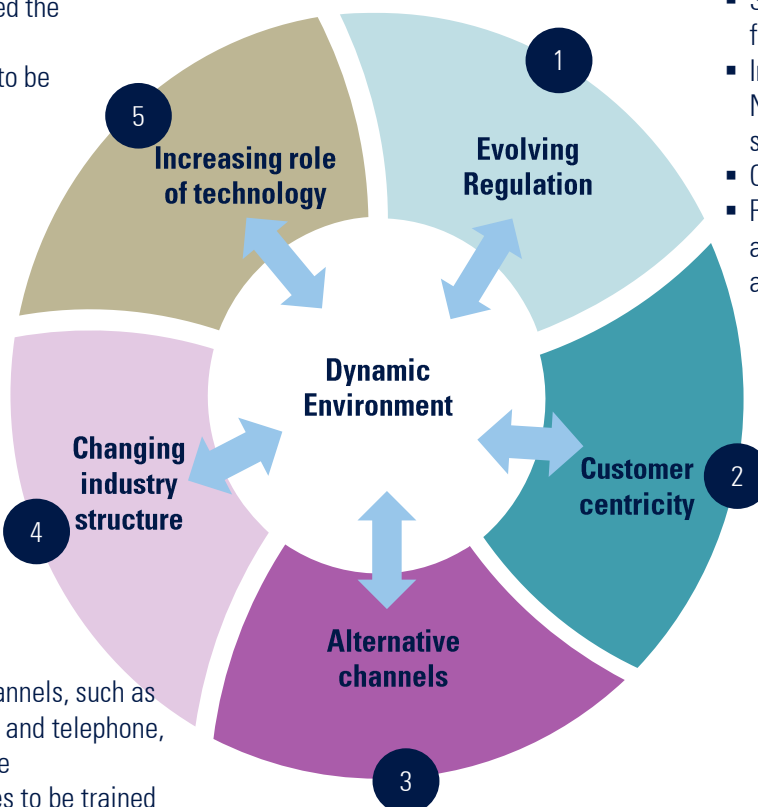 ed the
to be
5
Increasing role
of technology
1
Evolving
Regulation
Dynamic
Environment
Changing
industry
structure
4
Customer
centricity
2
Alternative
channels
3
annels, such as
and telephone,
es to be trained